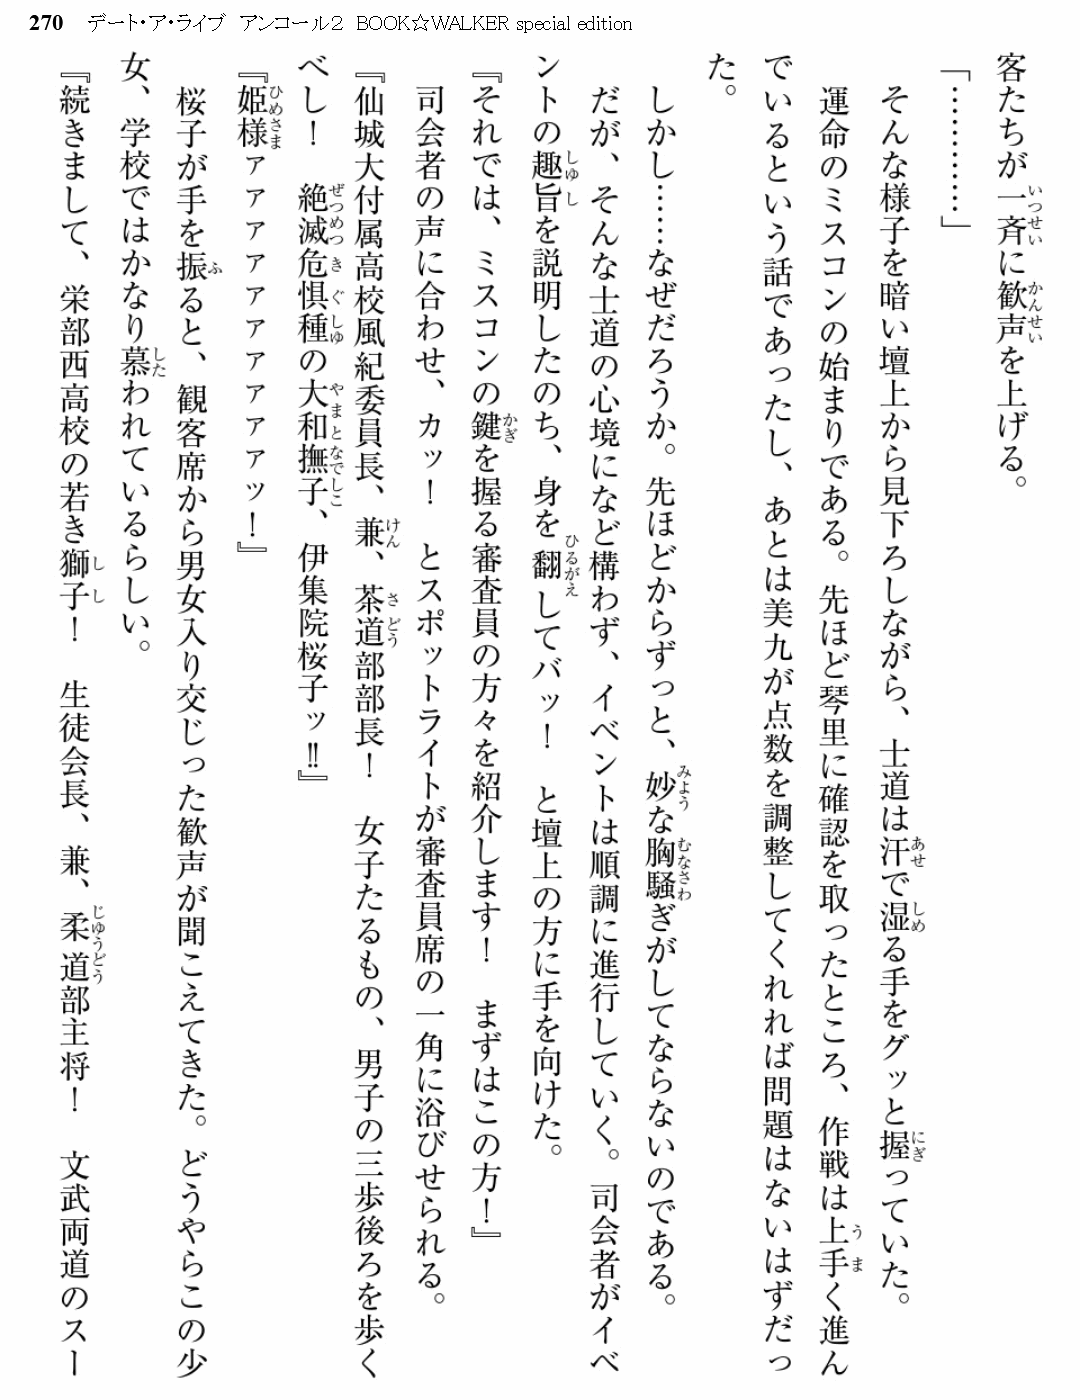 270 デート・ア・ライブ アンコール2 BOOK☆WALKER special edition
客たちが一斉に歓声を上げる。
「…………」
そんな様子を暗い壇上から見下ろしながら、士道は汗で湿る手をグッと握っていた。
運命のミスコンの始まりである。先ほど琴里に確認を取ったところ、作戦は上手く進ん
でいるという話であったし、あとは美九が点数を調整してくれれば問題はないはずだっ
た。
しかし……なぜだろうか。先ほどからずっと、妙な胸騒ぎがしてならないのである。
だが、そんな士道の心境になど構わず、イベントは順調に進行していく。司会者がイベ
ントの趣旨を説明したのち、身を翻してバッ！　と壇上の方に手を向けた。
『それでは、ミスコンの鍵を握る審査員の方々を紹介します！　まずはこの方！』
司会者の声に合わせ、カッ！　とスポットライトが審査員席の一角に浴びせられる。
『仙城大付属高校風紀委員長、兼、茶道部部長！　女子たるもの、男子の三歩後ろを歩く
べし！　絶滅危惧種の大和撫子、伊集院桜子ッ‼』
『姫様ァァァァァァァァァァァッ！』
桜子が手を振ると、観客席から男女入り交じった歓声が聞こえてきた。どうやらこの少
女、学校ではかなり慕われているらしい。
『続きまして、栄部西高校の若き獅子！　生徒会長、兼、柔道部主将！　文武両道のスー